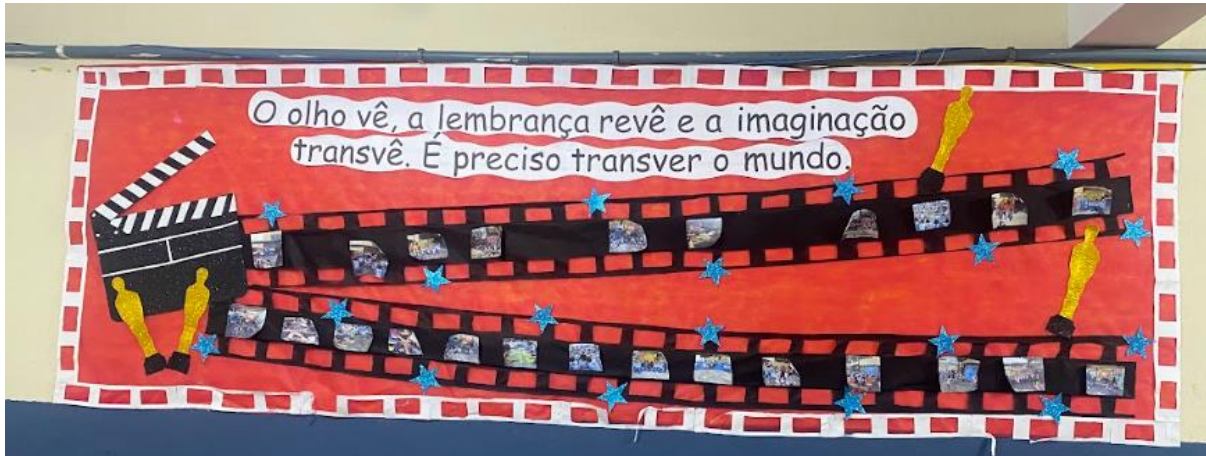 O olho vê, a lembrança revê e a imaginação
transvê. É preciso transver o mundo.